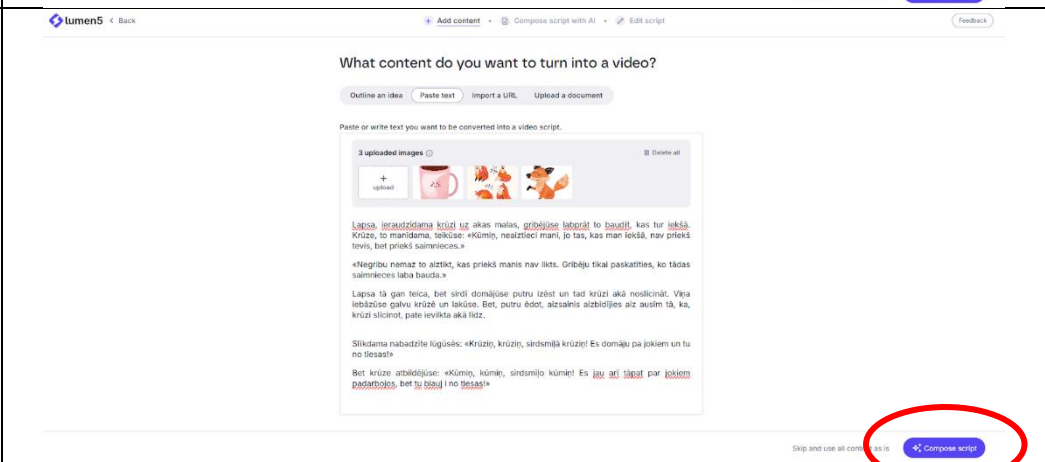 lumen5 < Back
Add content • Compose script with AI • Edit script
Feedback
What content do you want to turn into a video?
Outline an idea Paste text Import a URL Upload a document
Paste or write text you want to be converted into a video script.
3 uploaded images
Delete all
+
upload
Lapsa, ieraudzīdama krūzi uz akas malas, gribējūse labprāt to baudīt, kas tur iekšā.
Krūze, to manīdama, teikūse: «Kūmiņ, neaiztieci mani, jo tas, kas man iekšā, nav priekš
tevis, bet priekš saimnieces.»
«Negribu nemaz to aiztikt, kas priekš manis nav likts. Gribēju tikai paskatīties, ko tādas
saimnieces laba bauda.»
Lapsa tā gan teica, bet sirdī domājūse putru izēst un tad krūzi akā noslīcināt. Viņa
iebāzūse galvu krūzē un lakūse. Bet, putru ēdot, aizsainis aizbīdījies aiz ausīm tā, ka,
krūzi slīcinot, pate ievilkta akā līdz.
Slīkdama nabadzīte lūgūsēs: «Krūziņ, krūziņ, sirdsmīļā krūziņ! Es domāju pa jokiem un tu
no tiesas!»
Bet krūze atbildējūse: «Kūmiņ, kūmiņ, sirdsmīļo kūmiņ! Es jau arī tāpat par jokiem
padarbojos, bet tu bļauj i no tiesas!»
Skip and use all content as is
Compose script